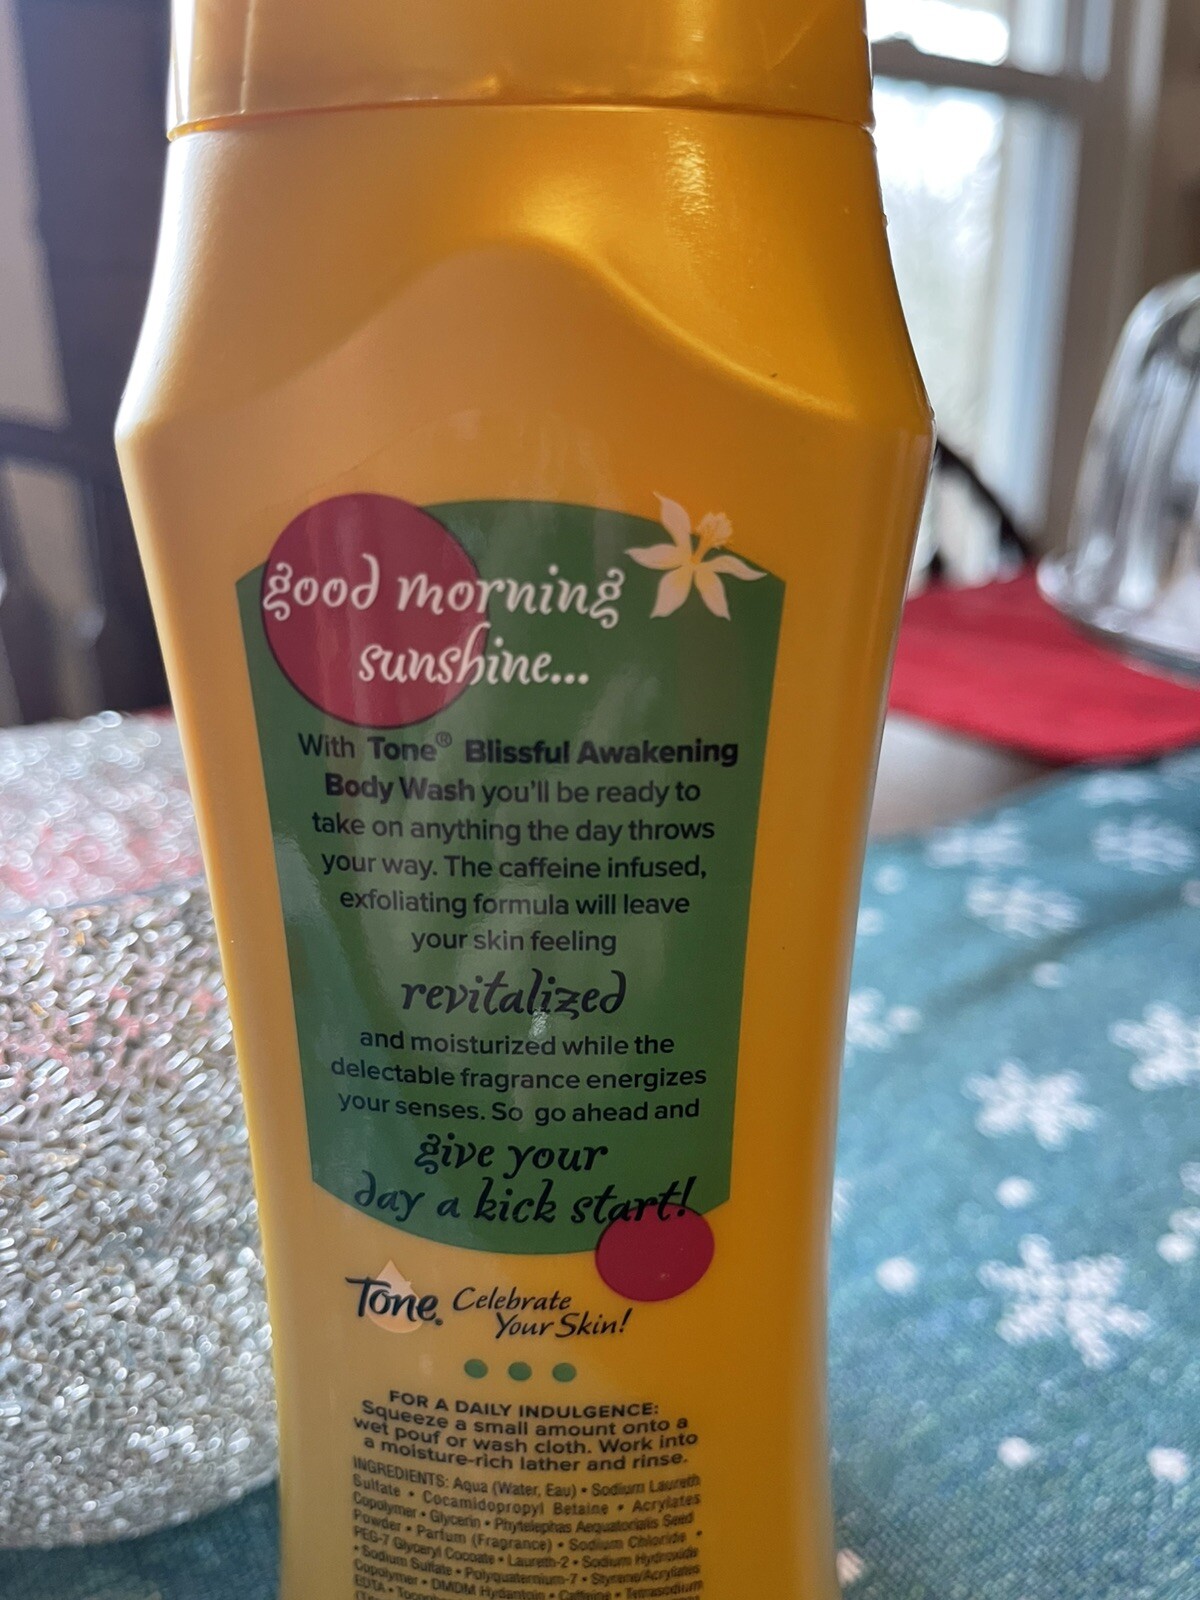 good morning
sunshine...
With Tone® Blissful Awakening
Body Wash you'll be ready to
take on anything the day throws
your way. The caffeine infused,
exfoliating formula will leave
your skin feeling
revitalized
and moisturized while the
delectable fragrance energizes
your senses. So go ahead and
give your
day a kick start!
Tone. Celebrate
Your Skin!
FOR A DAILY INDULGENCE:
Squeeze a small amount onto a
wet pouf or wash cloth. Work into
a moisture-rich lather and rinse.
INGREDIENTS: Aqua (Water, Eau) • Sodium Laureth
Sulfate • Cocamidopropyl Betaine • Acrylates
Copolymer • Glycerin • Phytelephas Aequatorialis Seed
Powder • Parfum (Fragrance) • Sodium Chloride •
PEG-7 Glyceryl Cocoate • Laureth-2 • Sodium Hydroxide
• Sodium Sulfate • Polyquaternium-7 • Styrene/Acrylates
Copolymer • DMDM Hydantoin • Caffeine • Tetrasodium
EDTA •